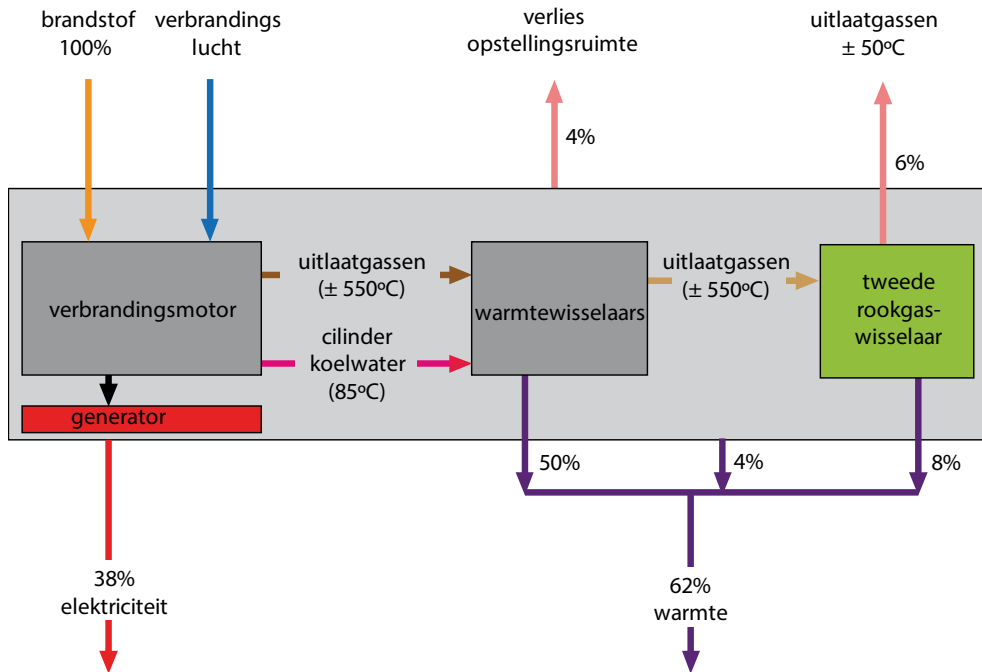 brandstof
100%
verbrandings
lucht
verlies
opstellingsruimte
uitlaatgassen
± 50ºC
4%
6%
verbrandingsmotor
uitlaatgassen
(± 550ºC)
cilinder
koelwater
(85ºC)
warmtewisselaars
uitlaatgassen
(± 550ºC)
tweede
rookgas-
wisselaar
generator
50%
4%
8%
38%
elektriciteit
62%
warmte